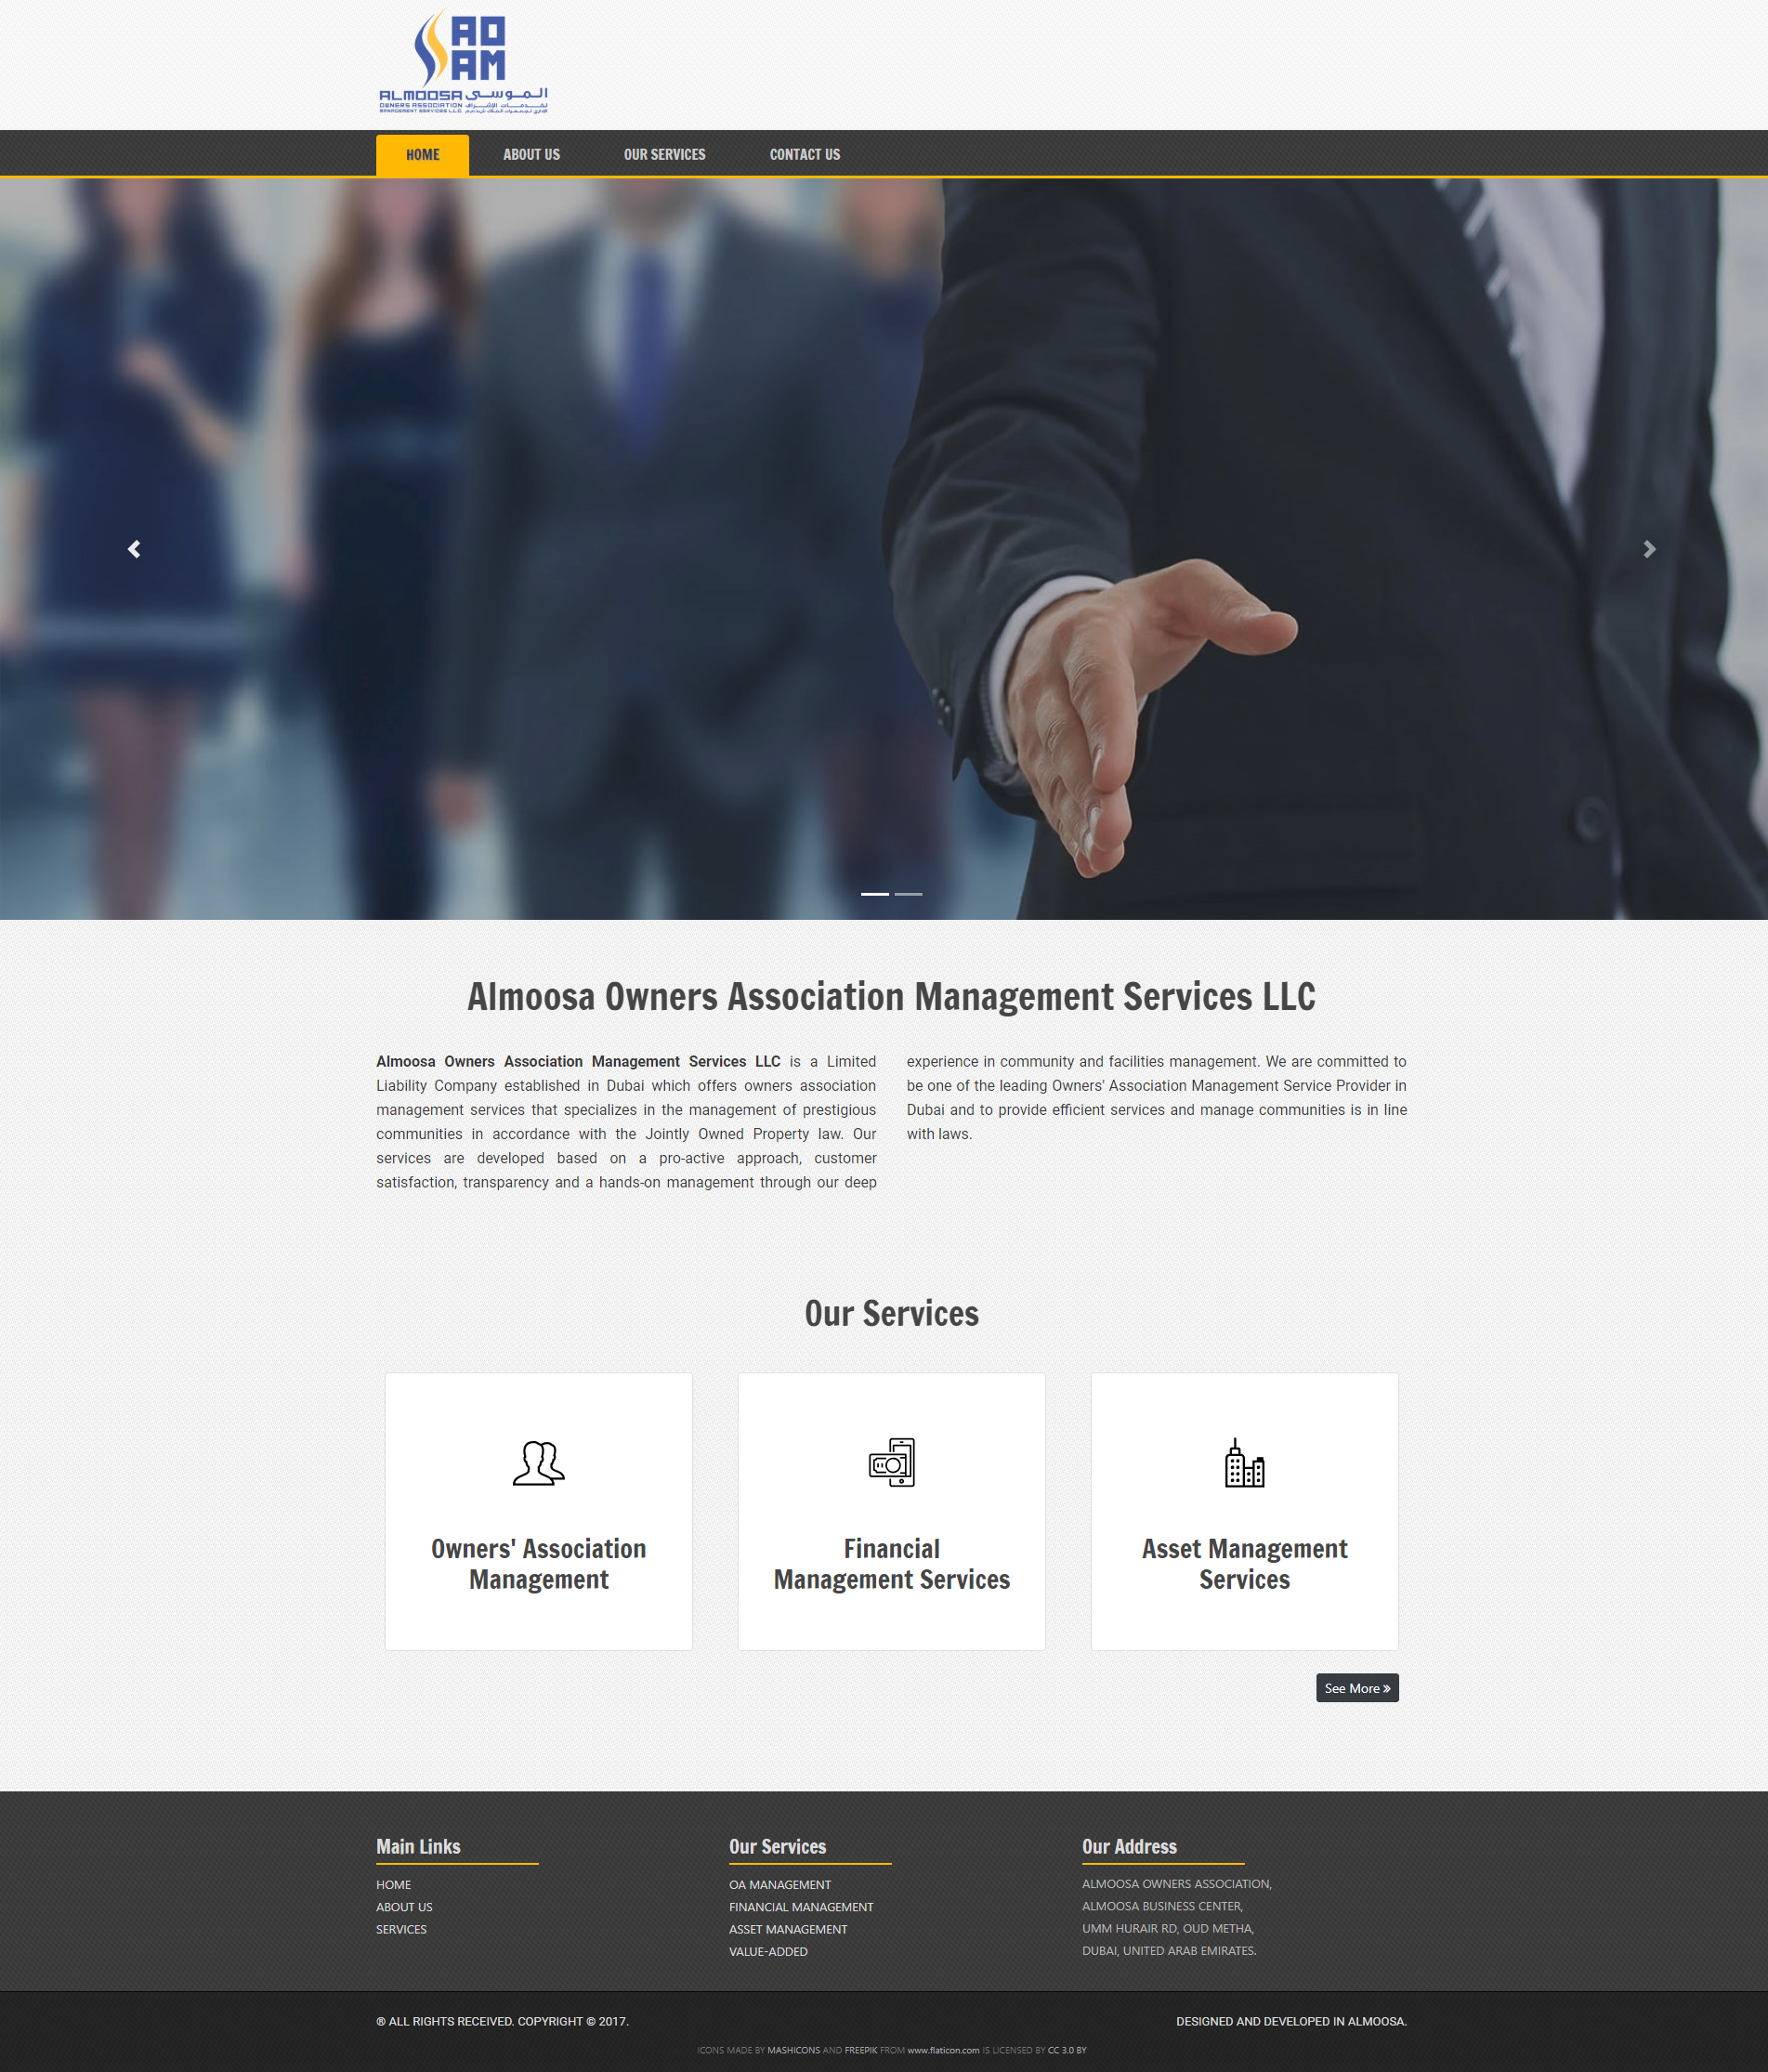 AO
AM
ALMOOSA الموسى
OWNERS ASSOCIATION لخدمات الإشراف
MANAGEMENT SERVICES L.L.C.
HOME
ABOUT US
OUR SERVICES
CONTACT US
Almoosa Owners Association Management Services LLC
Almoosa Owners Association Management Services LLC is a Limited
Liability Company established in Dubai which offers owners association
management services that specializes in the management of prestigious
communities in accordance with the Jointly Owned Property law. Our
services are developed based on a pro-active approach, customer
satisfaction, transparency and a hands-on management through our deep
experience in community and facilities management. We are committed to
be one of the leading Owners' Association Management Service Provider in
Dubai and to provide efficient services and manage communities is in line
with laws.
Our Services
Owners' Association
Management
Financial
Management Services
Asset Management
Services
See More »
Main Links
HOME
ABOUT US
SERVICES
Our Services
OA MANAGEMENT
FINANCIAL MANAGEMENT
ASSET MANAGEMENT
VALUE-ADDED
Our Address
ALMOOSA OWNERS ASSOCIATION,
ALMOOSA BUSINESS CENTER,
UMM HURAIR RD, OUD METHA,
DUBAI, UNITED ARAB EMIRATES.
® ALL RIGHTS RECEIVED. COPYRIGHT © 2017.
DESIGNED AND DEVELOPED IN ALMOOSA.
ICONS MADE BY MASHICONS AND FREEPIK FROM www.flaticon.com IS LICENSED BY CC 3.0 BY